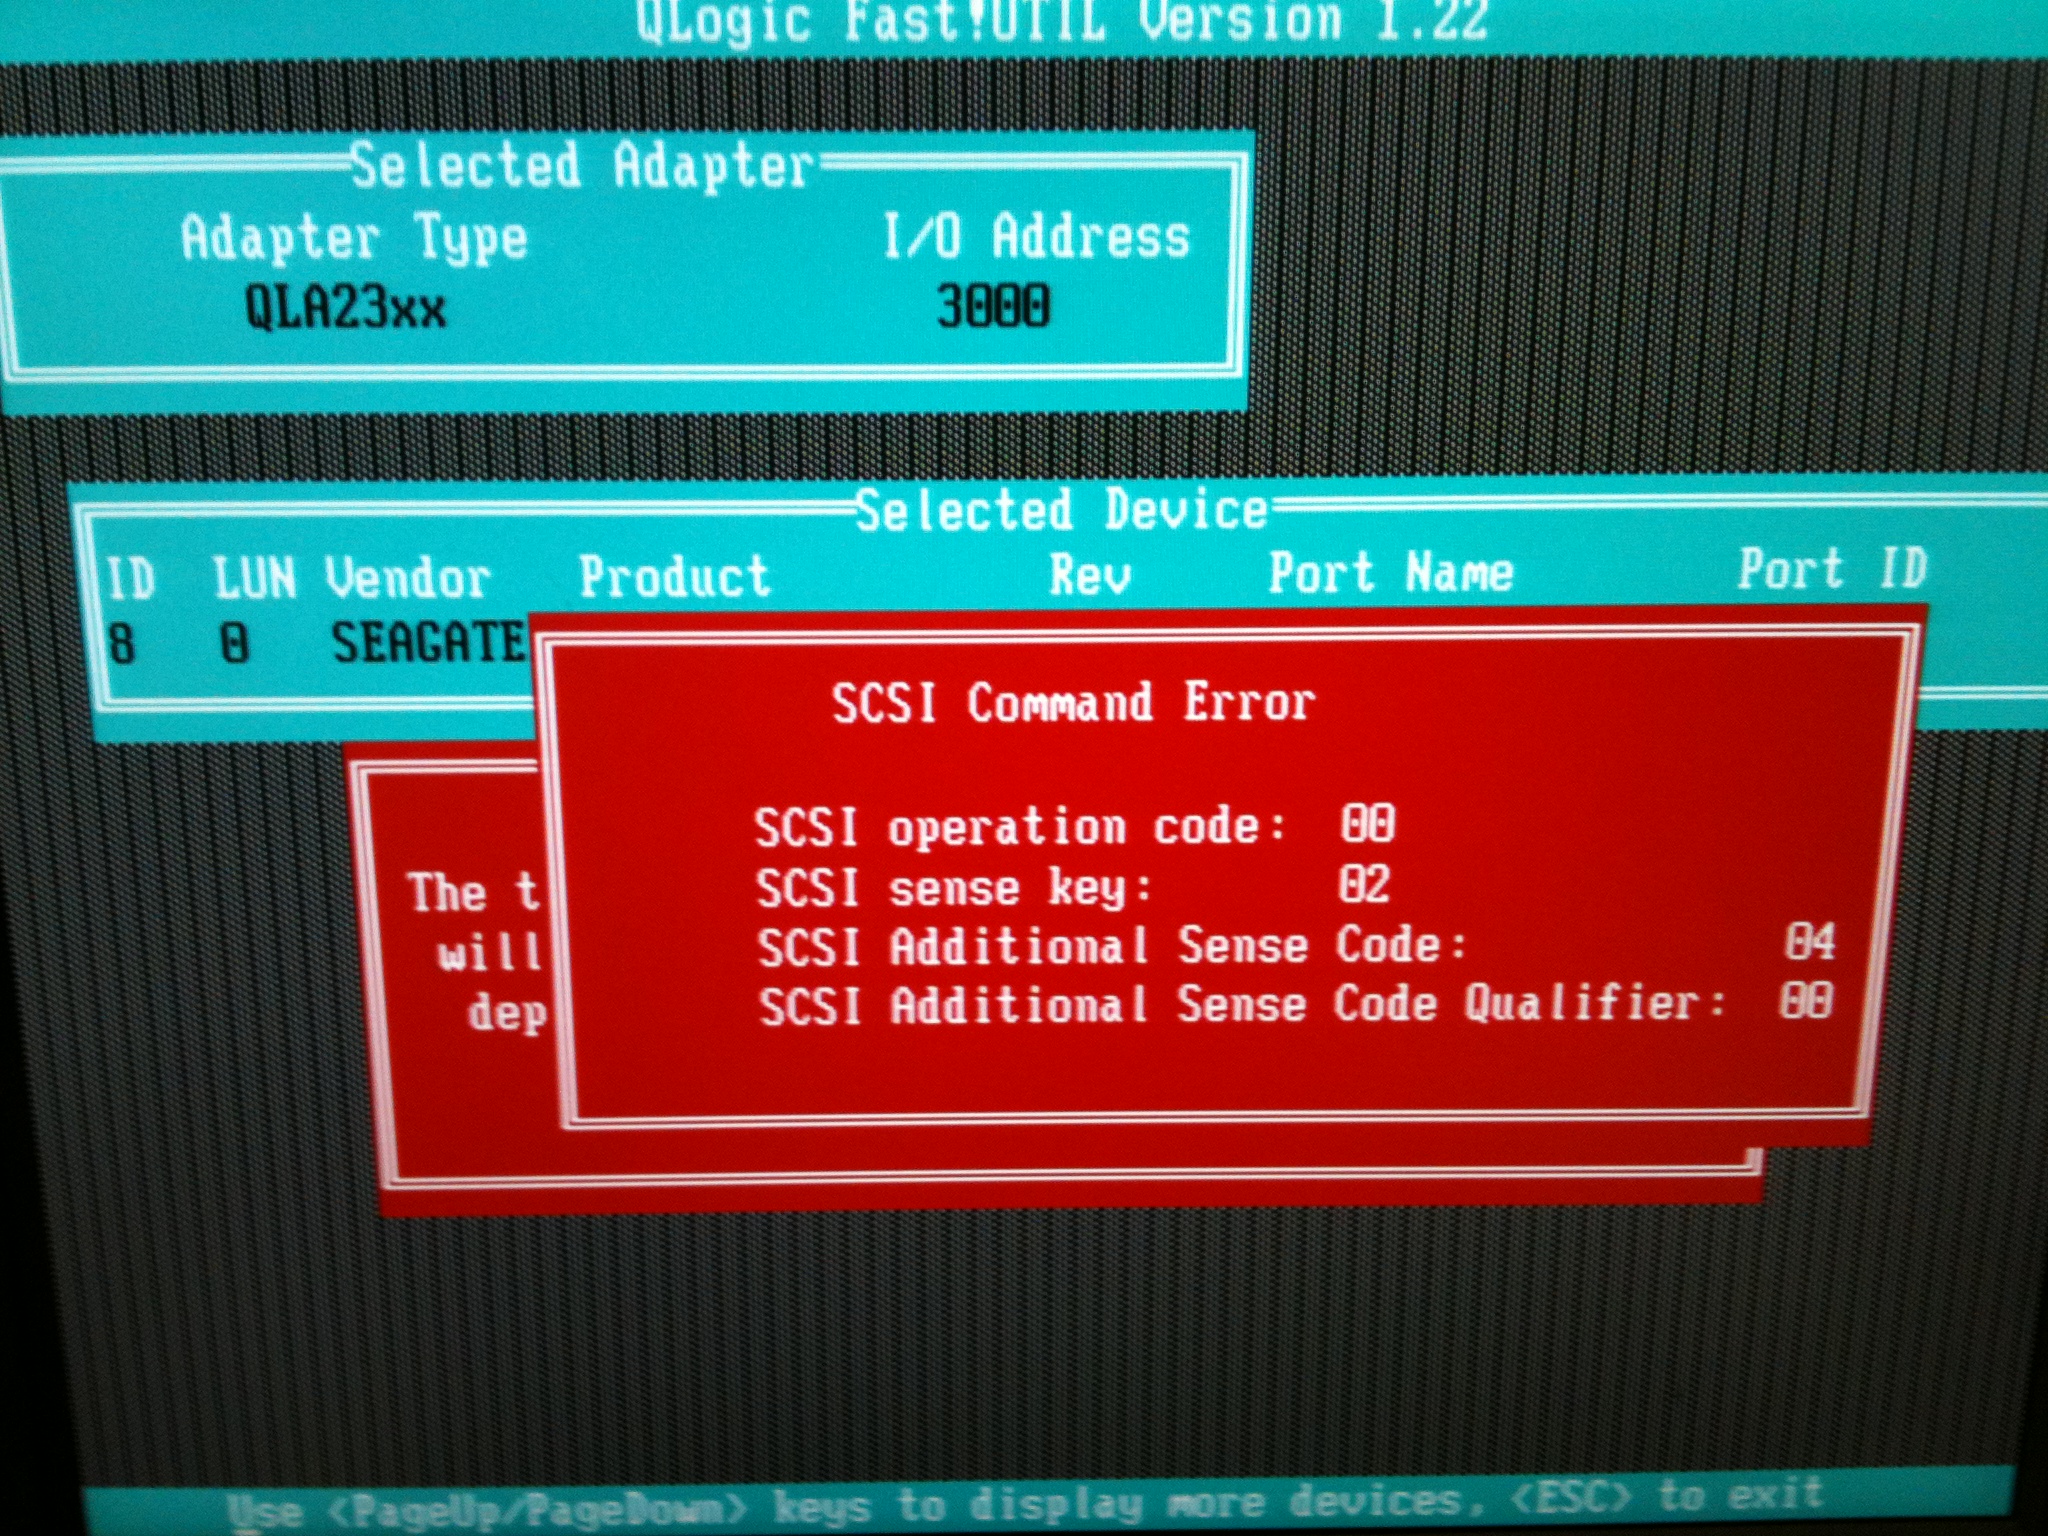 QLogic Fast!UTIL Version 1.22
Selected Adapter
Adapter Type I/O Address
QLA23xx 3000
Selected Device
ID LUN Vendor Product Rev Port Name Port ID
8 0 SEAGATE
SCSI Command Error
SCSI operation code: 00
SCSI sense key: 02
SCSI Additional Sense Code: 04
SCSI Additional Sense Code Qualifier: 00
The t
will
dep
Use <PageUp/PageDown> keys to display more devices, <ESC> to exit